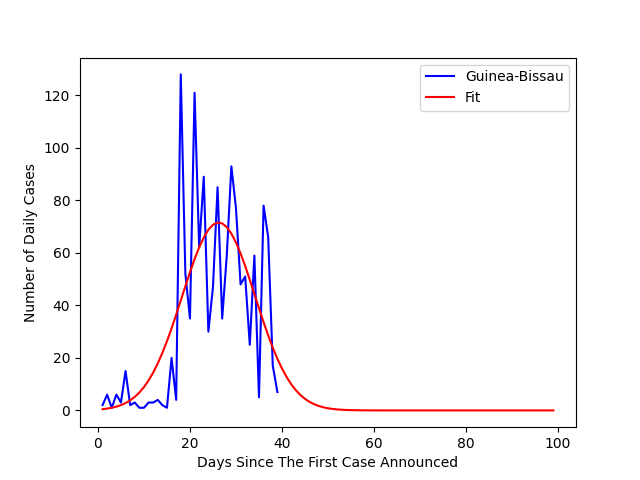 Guinea-Bissau
Fit
Number of Daily Cases
120
100
80
60
40
20
0
0 20 40 60 80 100
Days Since The First Case Announced